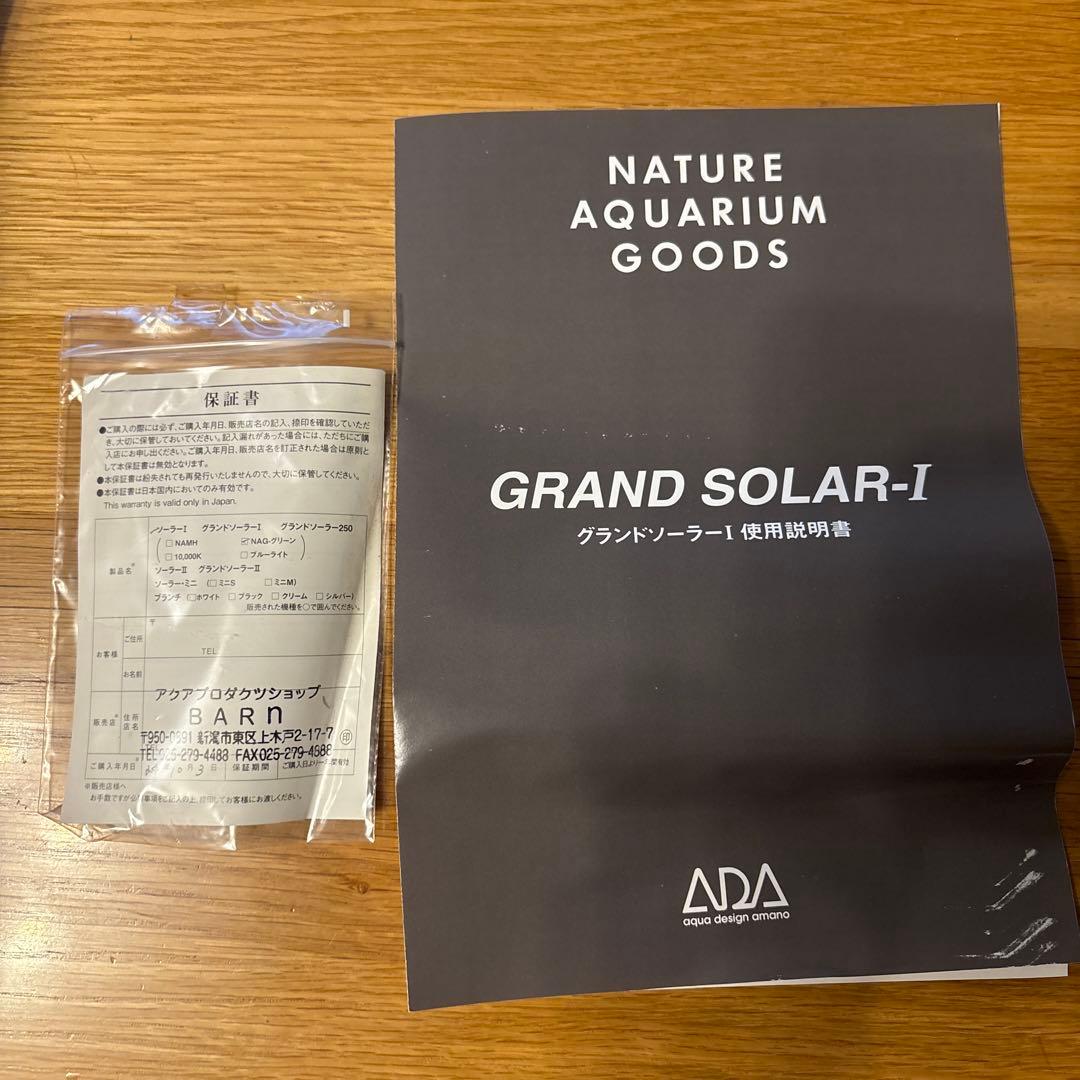 保証書
●ご購入の際には必ず、ご購入年月日、販売店名の記入、捺印を確認していただ
き、大切に保管しておいてください。記入漏れがあった場合には、ただちにご購
入店にお申し出ください。ご購入年月日、販売店名を訂正された場合は原則と
して本保証書は無効となります。
●本保証書は紛失されても再発行いたしませんので、大切に保管してください。
●本保証書は日本国内においてのみ有効です。
This warranty is valid only in Japan.
製品名※
ソーラーI グランドソーラーI グランドソーラー250
(□NAMH ☑NAG-グリーン
□10,000K □ブルーライト)
ソーラーII グランドソーラーII
ソーラー・ミニ (□ミニS □ミニM)
ブランチ (□ホワイト □ブラック □クリーム □シルバー)
販売された機種を○で囲んでください。
お客様
ご住所
〒
TEL
お名前
販売店※
住所
店名
アクアプロダクツショップ
BARn
〒950-0891 新潟市東区上木戸2-17-7
TEL025-279-4483 FAX025-279-4888
印
ご購入年月日※
月3日
保証期間
ご購入日より一年間有効
※販売店様へ
お手数ですが必 事項をご記入の上、捺印してお客様にお渡しください。
NATURE
AQUARIUM
GOODS
GRAND SOLAR-I
グランドソーラーI 使用説明書
ADA
aqua design amano